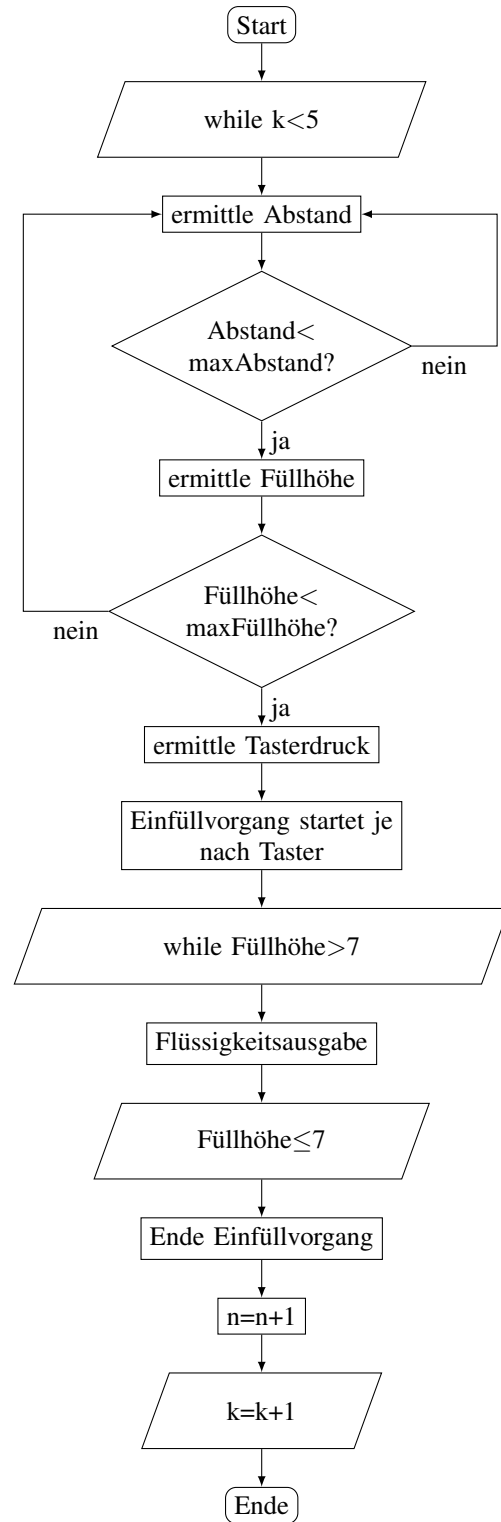 Start
while k<5
ermittle Abstand
Abstand<
maxAbstand?
nein
ja
ermittle Füllhöhe
Füllhöhe<
maxFüllhöhe?
nein
ja
ermittle Tasterdruck
Einfüllvorgang startet je
nach Taster
while Füllhöhe>7
Flüssigkeitsausgabe
Füllhöhe≤7
Ende Einfüllvorgang
n=n+1
k=k+1
Ende